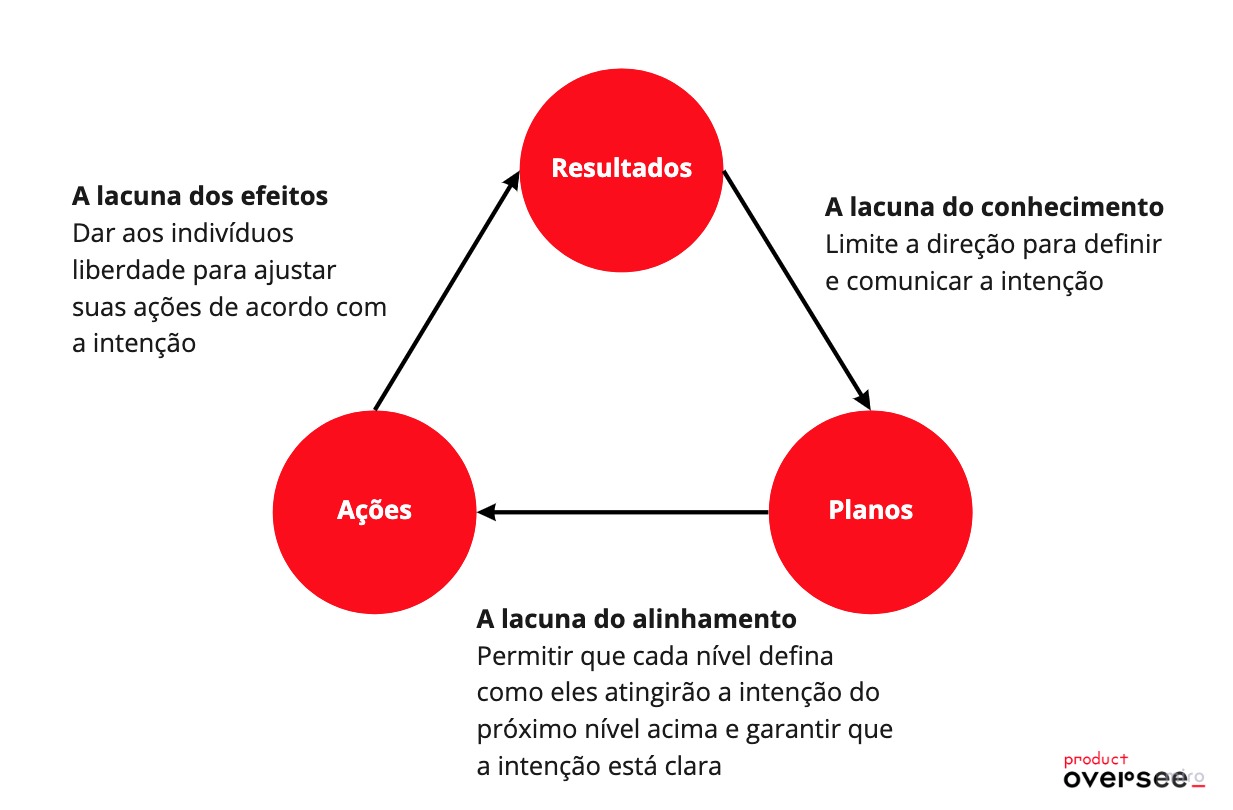 Resultados
A lacuna dos efeitos
Dar aos indivíduos
liberdade para ajustar
suas ações de acordo com
a intenção
A lacuna do conhecimento
Limite a direção para definir
e comunicar a intenção
Ações
Planos
A lacuna do alinhamento
Permitir que cada nível defina
como eles atingirão a intenção do
próximo nível acima e garantir que
a intenção está clara
product
oversee_
miro